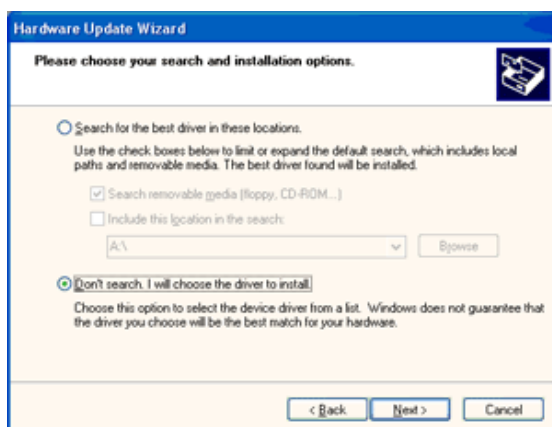 Hardware Update Wizard
Please choose your search and installation options.
Search for the best driver in these locations.
Use the check boxes below to limit or expand the default search, which includes local
paths and removable media. The best driver found will be installed.
Search removable media (floppy, CD-ROM...)
Include this location in the search:
A:\
Browse
Don't search. I will choose the driver to install.
Choose this option to select the device driver from a list. Windows does not guarantee that
the driver you choose will be the best match for your hardware.
< Back
Next >
Cancel